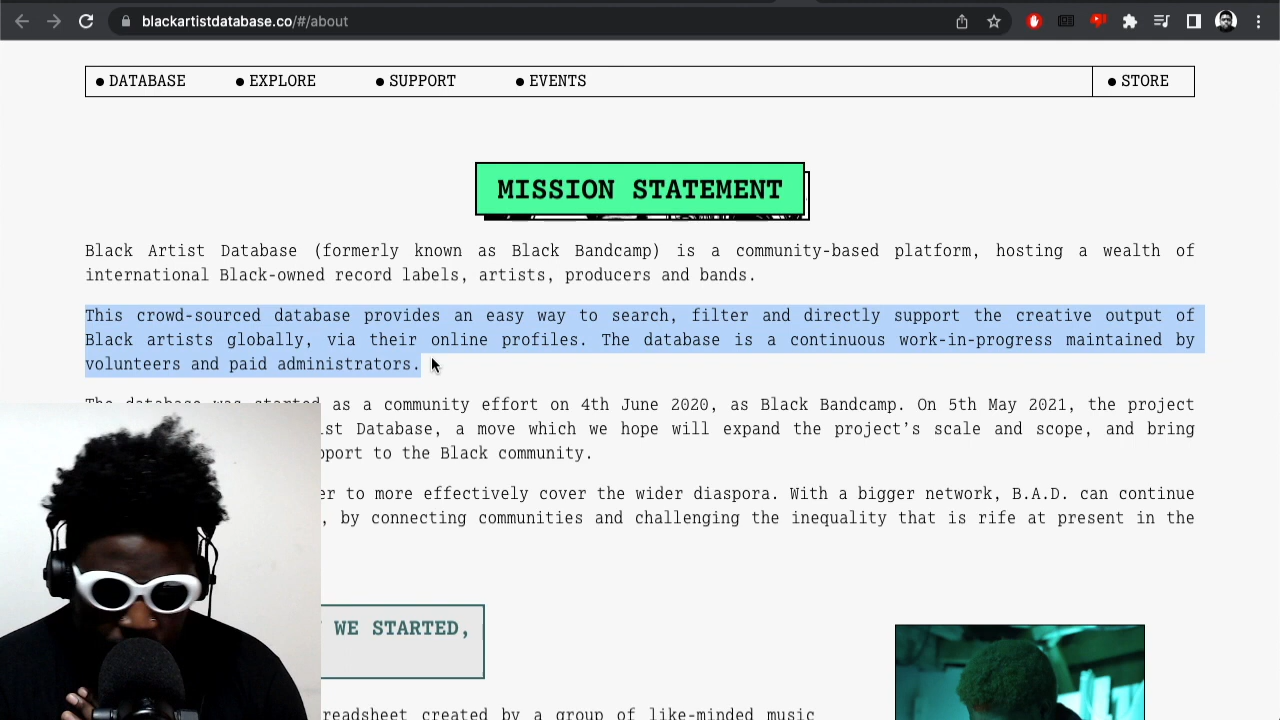 blackartistdatabase.co/#/about
DATABASE
EXPLORE
SUPPORT
EVENTS
STORE
MISSION STATEMENT
Black Artist Database (formerly known as Black Bandcamp) is a community-based platform, hosting a wealth of
international Black-owned record labels, artists, producers and bands.
This crowd-sourced database provides an easy way to search, filter and directly support the creative output of
Black artists globally, via their online profiles. The database is a continuous work-in-progress maintained by
volunteers and paid administrators.
The database was started as a community effort on 4th June 2020, as Black Bandcamp. On 5th May 2021, the project
Database, a move which we hope will expand the project's scale and scope, and bring
to the Black community.
to more effectively cover the wider diaspora. With a bigger network, B.A.D. can continue
, by connecting communities and challenging the inequality that is rife at present in the
WE STARTED,
created by a group of like-minded music